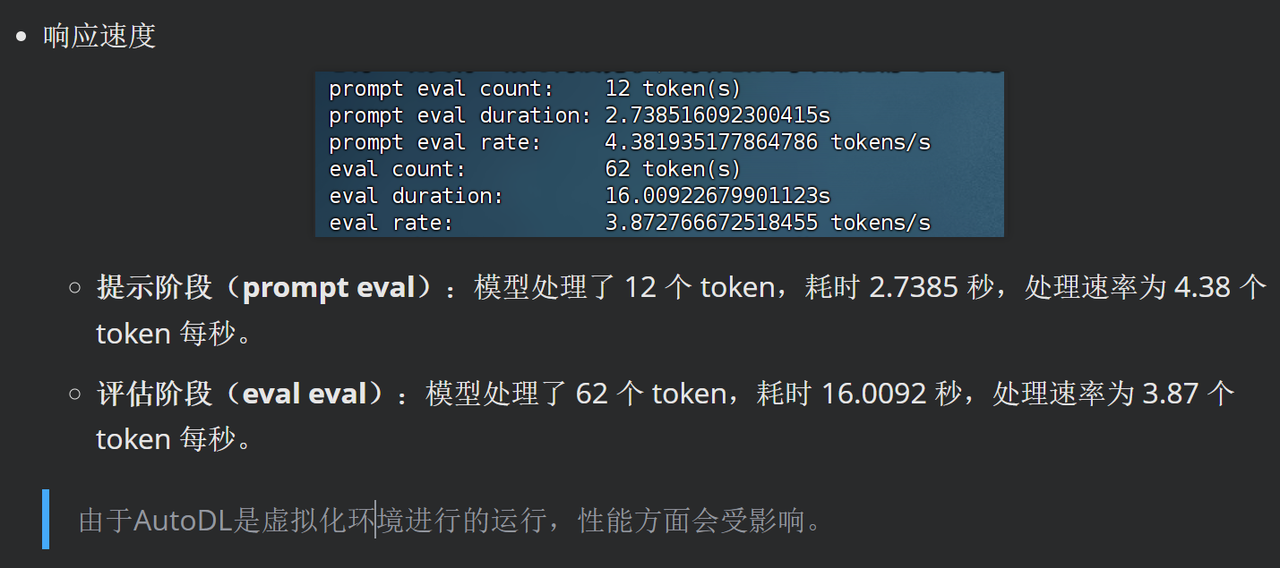 响应速度
prompt eval count: 12 token(s)
prompt eval duration: 2.738516092300415s
prompt eval rate: 4.381935177864786 tokens/s
eval count: 62 token(s)
eval duration: 16.00922679901123s
eval rate: 3.872766672518455 tokens/s
提示阶段（prompt eval）：模型处理了 12 个 token，耗时 2.7385 秒，处理速率为 4.38 个
token 每秒。
评估阶段（eval eval）：模型处理了 62 个 token，耗时 16.0092 秒，处理速率为 3.87 个
token 每秒。
由于AutoDL是虚拟化环境进行的运行，性能方面会受影响。